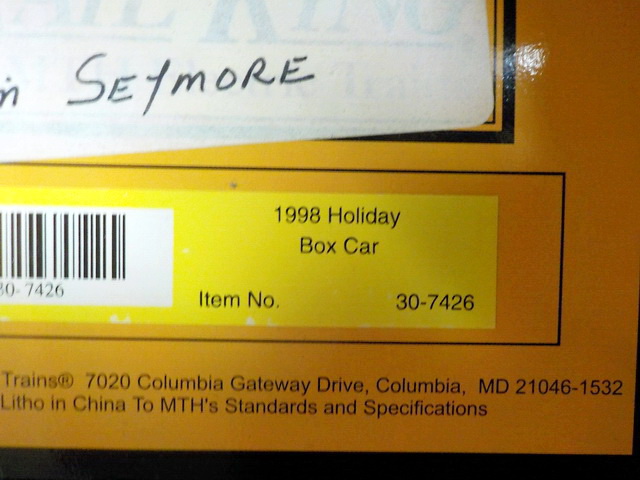 SEYMORE
1998 Holiday
Box Car
30-7426
Item No. 30-7426
Trains® 7020 Columbia Gateway Drive, Columbia, MD 21046-1532
Litho in China To MTH's Standards and Specifications